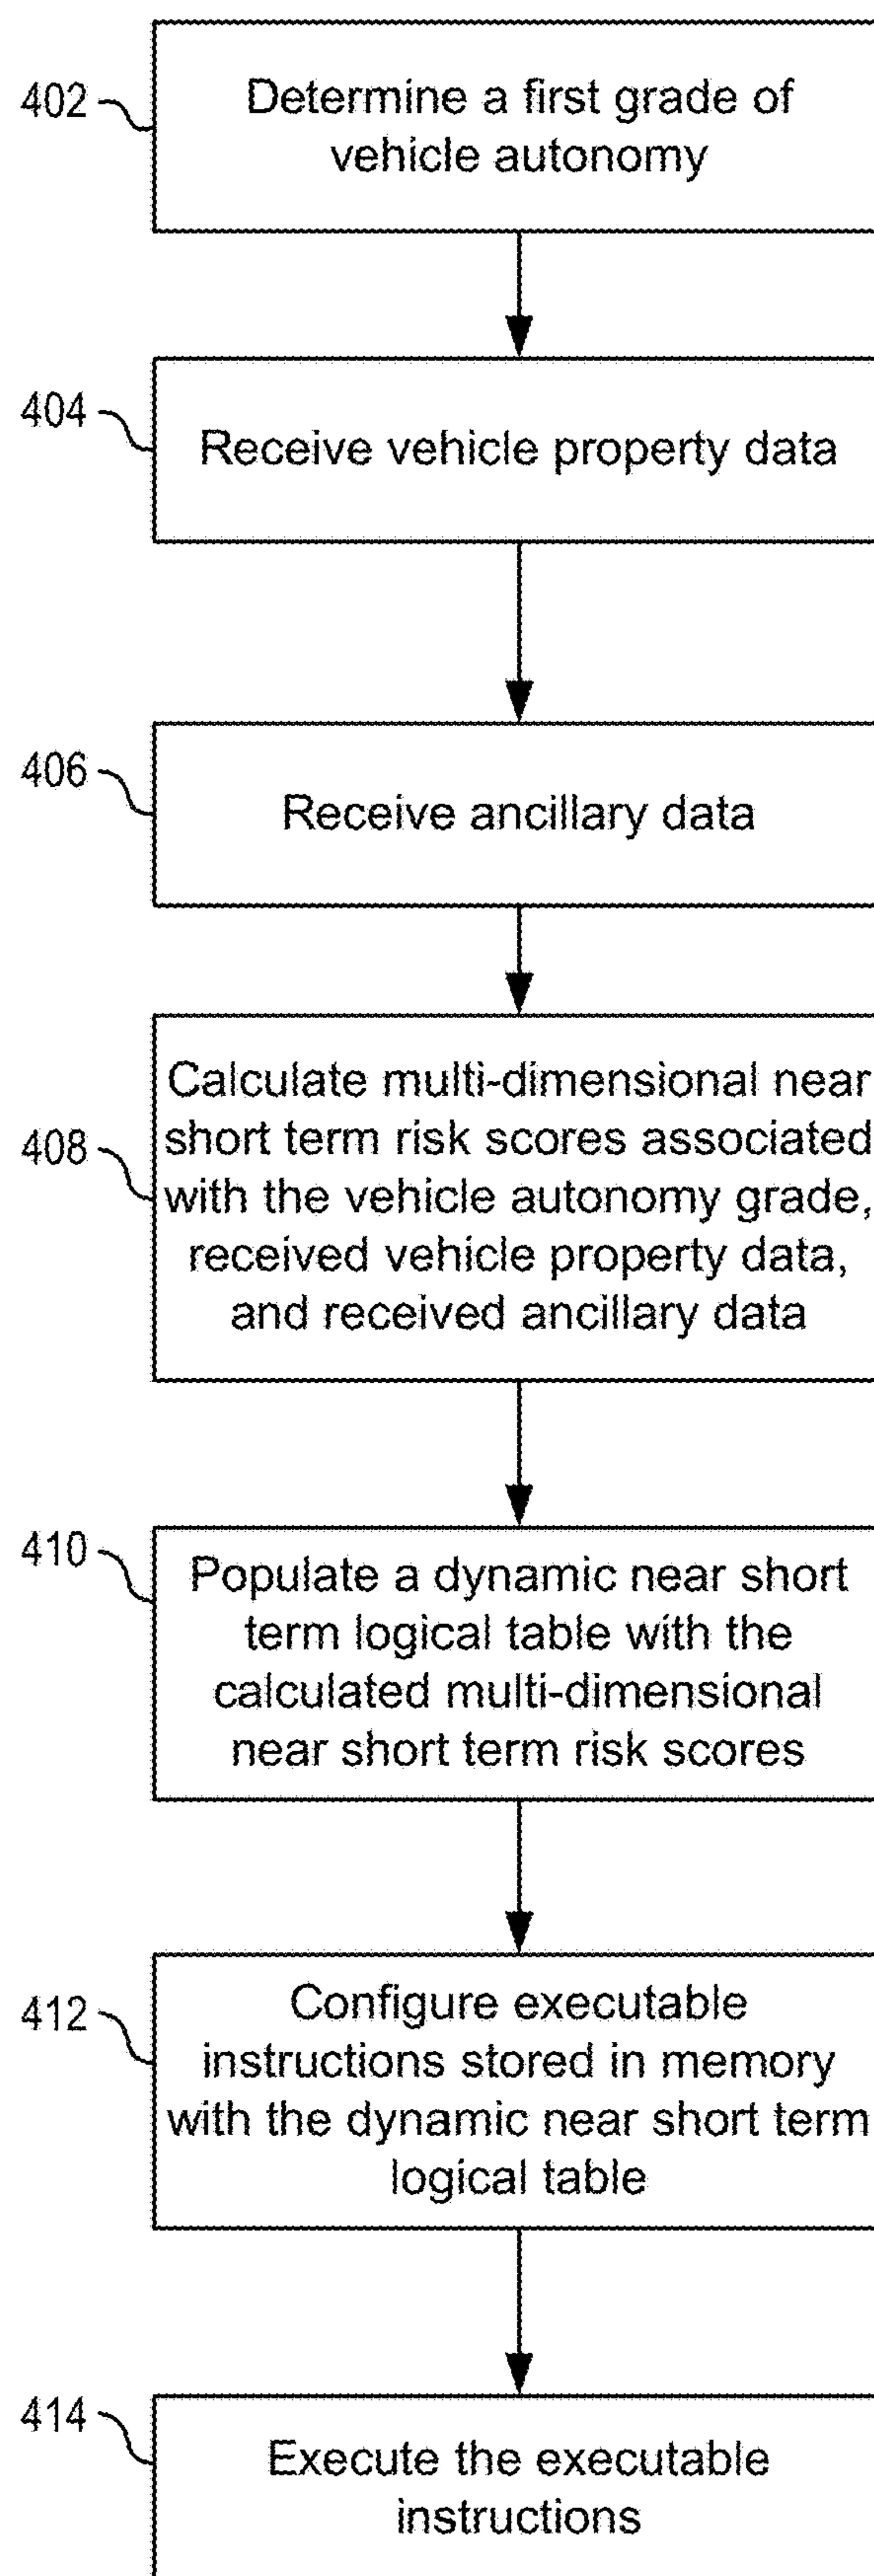 402
Determine a first grade of
vehicle autonomy
404
Receive vehicle property data
406
Receive ancillary data
408
Calculate multi-dimensional near
short term risk scores associated
with the vehicle autonomy grade,
received vehicle property data,
and received ancillary data
410
Populate a dynamic near short
term logical table with the
calculated multi-dimensional
near short term risk scores
412
Configure executable
instructions stored in memory
with the dynamic near short term
logical table
414
Execute the executable
instructions